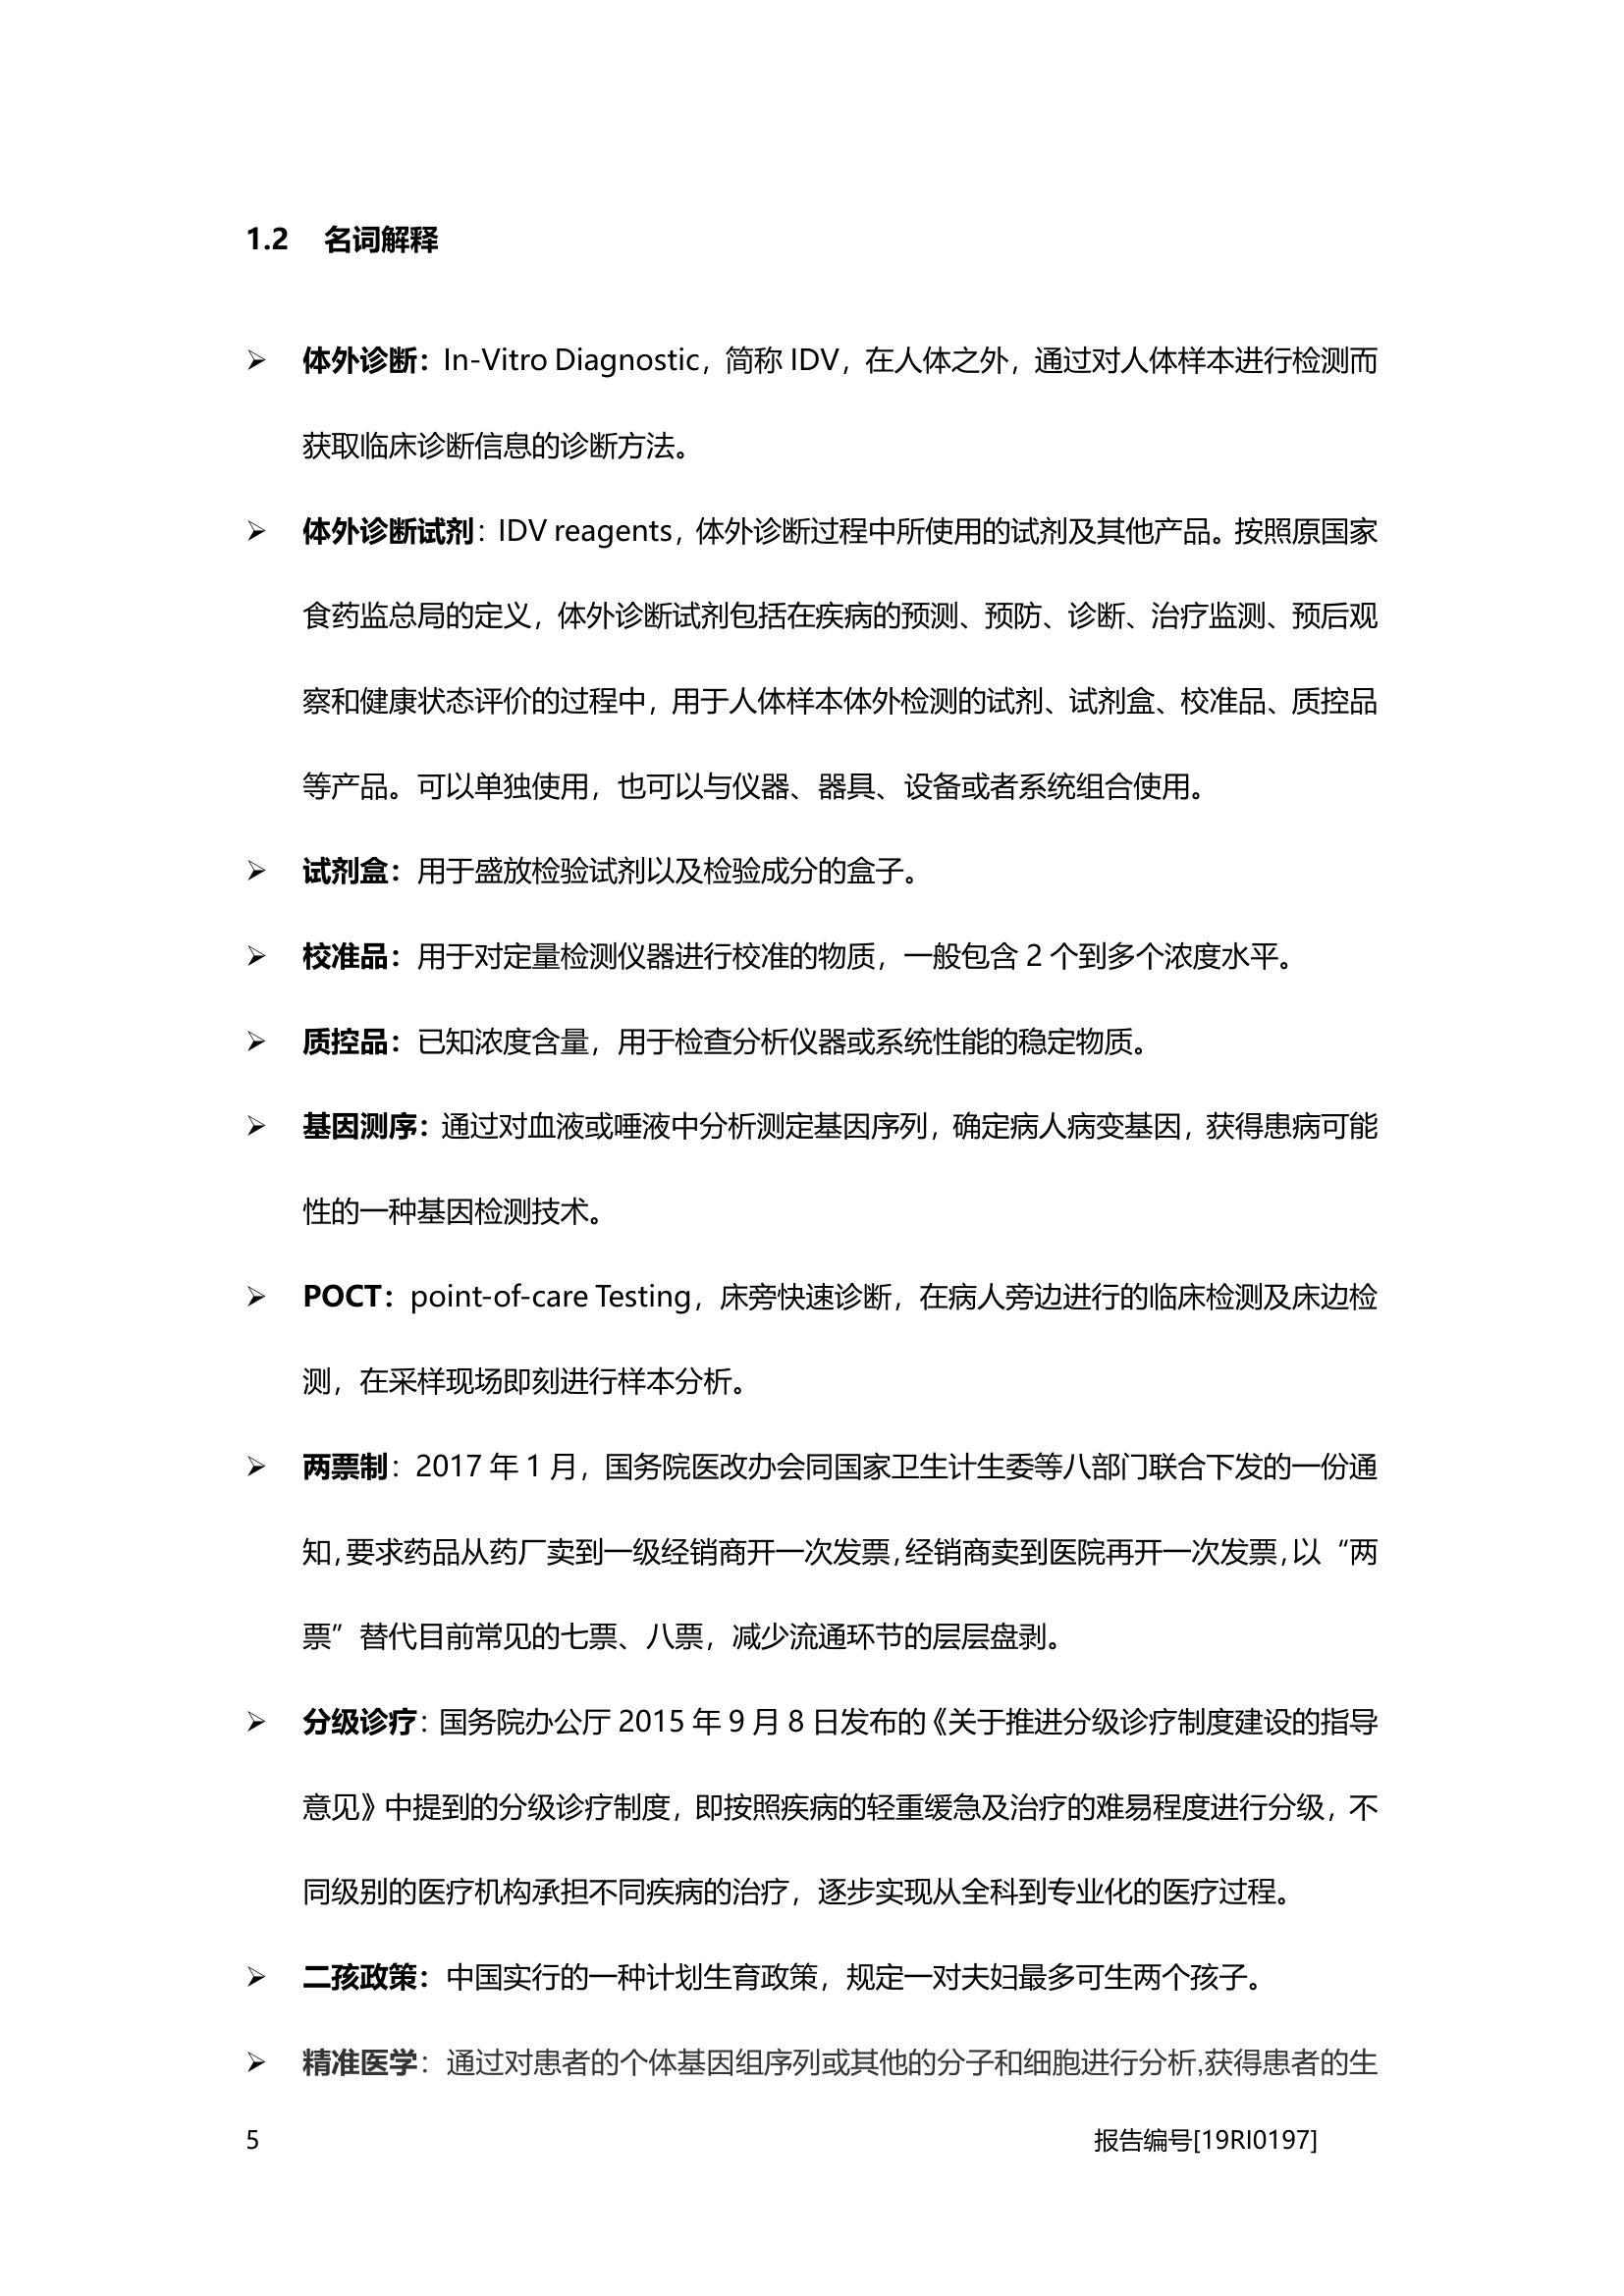 1.2 名词解释
➢ 体外诊断：In-Vitro Diagnostic，简称 IDV，在人体之外，通过对人体样本进行检测而
获取临床诊断信息的诊断方法。
➢ 体外诊断试剂：IDV reagents，体外诊断过程中所使用的试剂及其他产品。按照原国家
食药监总局的定义，体外诊断试剂包括在疾病的预测、预防、诊断、治疗监测、预后观
察和健康状态评价的过程中，用于人体样本体外检测的试剂、试剂盒、校准品、质控品
等产品。可以单独使用，也可以与仪器、器具、设备或者系统组合使用。
➢ 试剂盒：用于盛放检验试剂以及检验成分的盒子。
➢ 校准品：用于对定量检测仪器进行校准的物质，一般包含 2 个到多个浓度水平。
➢ 质控品：已知浓度含量，用于检查分析仪器或系统性能的稳定物质。
➢ 基因测序：通过对血液或唾液中分析测定基因序列，确定病人病变基因，获得患病可能
性的一种基因检测技术。
➢ POCT：point-of-care Testing，床旁快速诊断，在病人旁边进行的临床检测及床边检
测，在采样现场即刻进行样本分析。
➢ 两票制：2017 年 1 月，国务院医改办会同国家卫生计生委等八部门联合下发的一份通
知，要求药品从药厂卖到一级经销商开一次发票，经销商卖到医院再开一次发票，以“两
票”替代目前常见的七票、八票，减少流通环节的层层盘剥。
➢ 分级诊疗：国务院办公厅 2015 年 9 月 8 日发布的《关于推进分级诊疗制度建设的指导
意见》中提到的分级诊疗制度，即按照疾病的轻重缓急及治疗的难易程度进行分级，不
同级别的医疗机构承担不同疾病的治疗，逐步实现从全科到专业化的医疗过程。
➢ 二孩政策：中国实行的一种计划生育政策，规定一对夫妇最多可生两个孩子。
➢ 精准医学：通过对患者的个体基因组序列或其他的分子和细胞进行分析,获得患者的生
5 报告编号[19RI0197]